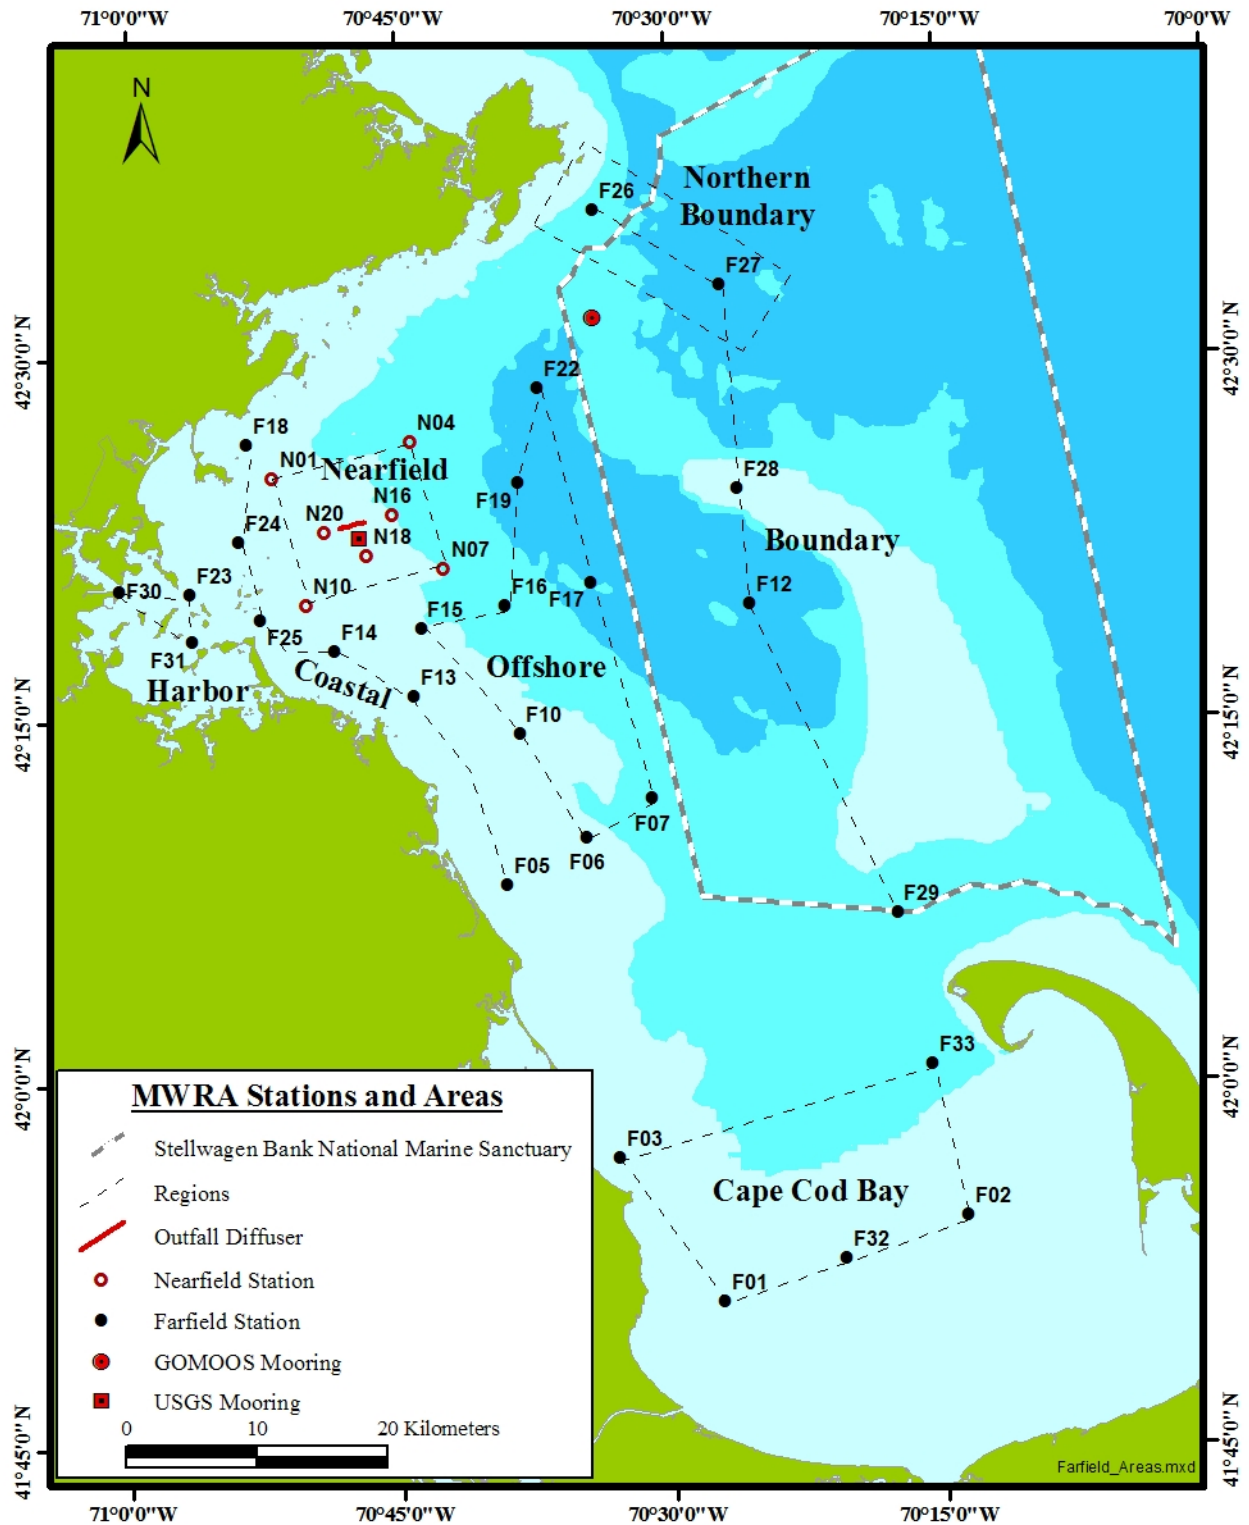 71°0'0"W 70°45'0"W 70°30'0"W 70°15'0"W 70°0'W
N
F26
Northern
Boundary
F27
42°30'0"N
42°30'0"N
F22
F18
N04
N01
Nearfield
F28
F19
N16
N20
F24
N18
Boundary
N07
F30
F23
N10
F16
F17
F12
F15
F25
F14
F31
Offshore
Harbor
Coastal
F13
F10
42°15'0"N
42°15'0"N
F07
F06
F05
F29
F33
42°0'0"N
42°0'0"N
F03
Cape Cod Bay
F02
F32
F01
MWRA Stations and Areas
Stellwagen Bank National Marine Sanctuary
Regions
Outfall Diffuser
Nearfield Station
Farfield Station
GOMOOS Mooring
USGS Mooring
0 10 20 Kilometers
41°45'0"N
41°45'0"N
Farfield_Areas.mxd
71°0'0"W 70°45'0"W 70°30'0"W 70°15'0"W